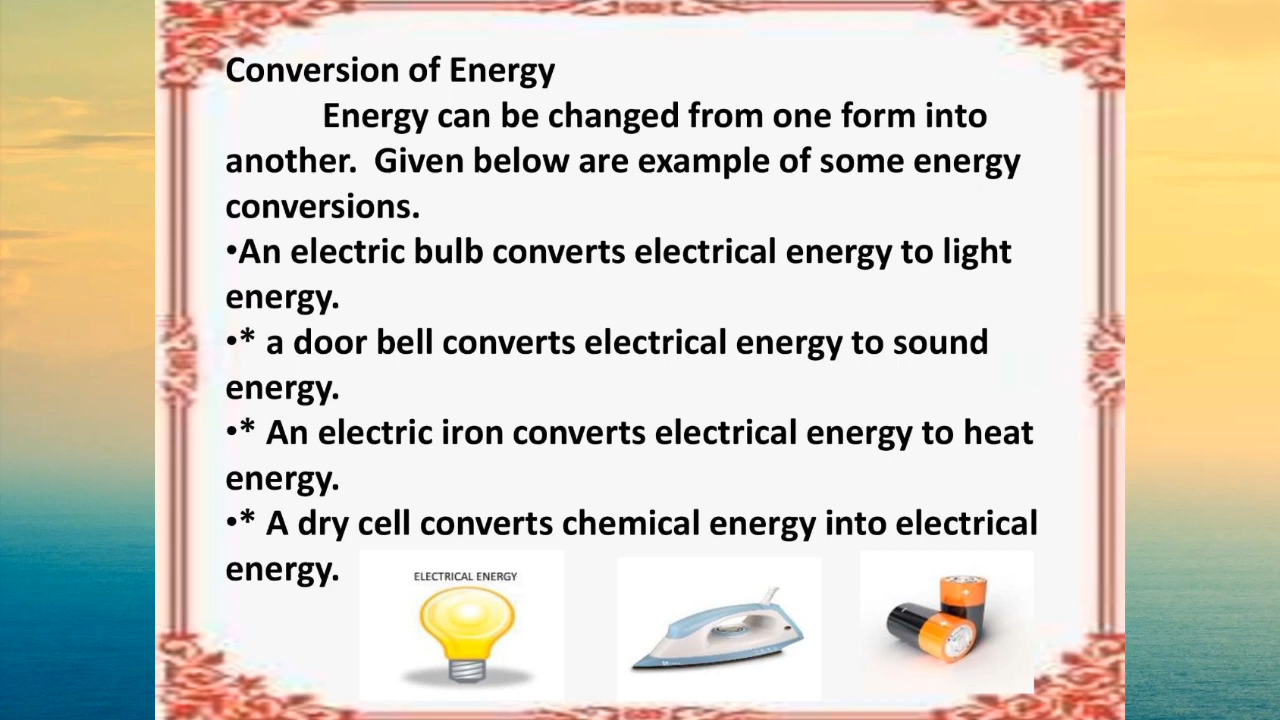 Conversion of Energy
Energy can be changed from one form into
another.  Given below are example of some energy
conversions.
•An electric bulb converts electrical energy to light
energy.
•* a door bell converts electrical energy to sound
energy.
•* An electric iron converts electrical energy to heat
energy.
•* A dry cell converts chemical energy into electrical
energy.
ELECTRICAL ENERGY